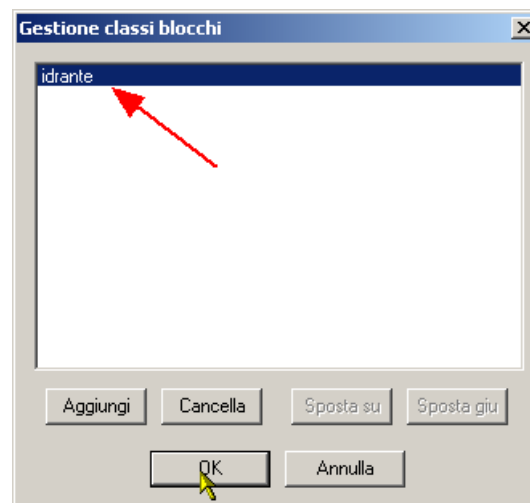 Gestione classi blocchi
idrante
Aggiungi Cancella Sposta su Sposta giu
OK Annulla